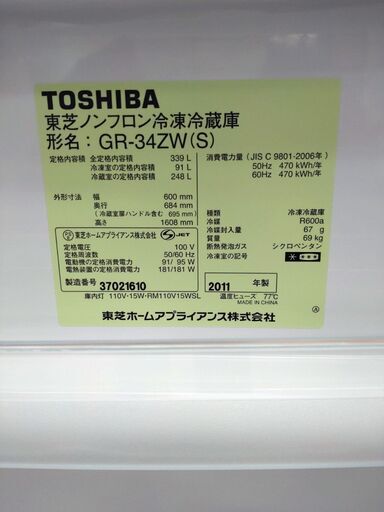 TOSHIBA
東芝ノンフロン冷凍冷蔵庫
形名: GR-34ZW(S)
定格内容積 全定格内容積 339 L
冷凍室の内容積 91 L
冷蔵室の内容積 248 L
外形寸法 幅 600 mm
奥行 684 mm
(冷蔵室扉ハンドル含む 695 mm)
高さ 1608 mm
東芝ホームアプライアンス株式会社 S JET
定格電圧 100 V
定格周波数 50/60 Hz
電動機の定格消費電力 91/ 95 W
電熱装置の定格消費電力 181/181 W
製造番号 37021610
庫内灯 110V・15W・RM110V15WSL
消費電力量 (JIS C 9801-2006年)
50Hz 470 kWh/年
60Hz 470 kWh/年
種類 冷凍冷蔵庫
冷媒 R600a
冷媒封入量 67 g
質量 69 kg
断熱発泡ガス シクロペンタン
冷凍室の記号
2011 年製
温度ヒューズ 77℃
MADE IN CHINA
東芝ホームアプライアンス株式会社
A